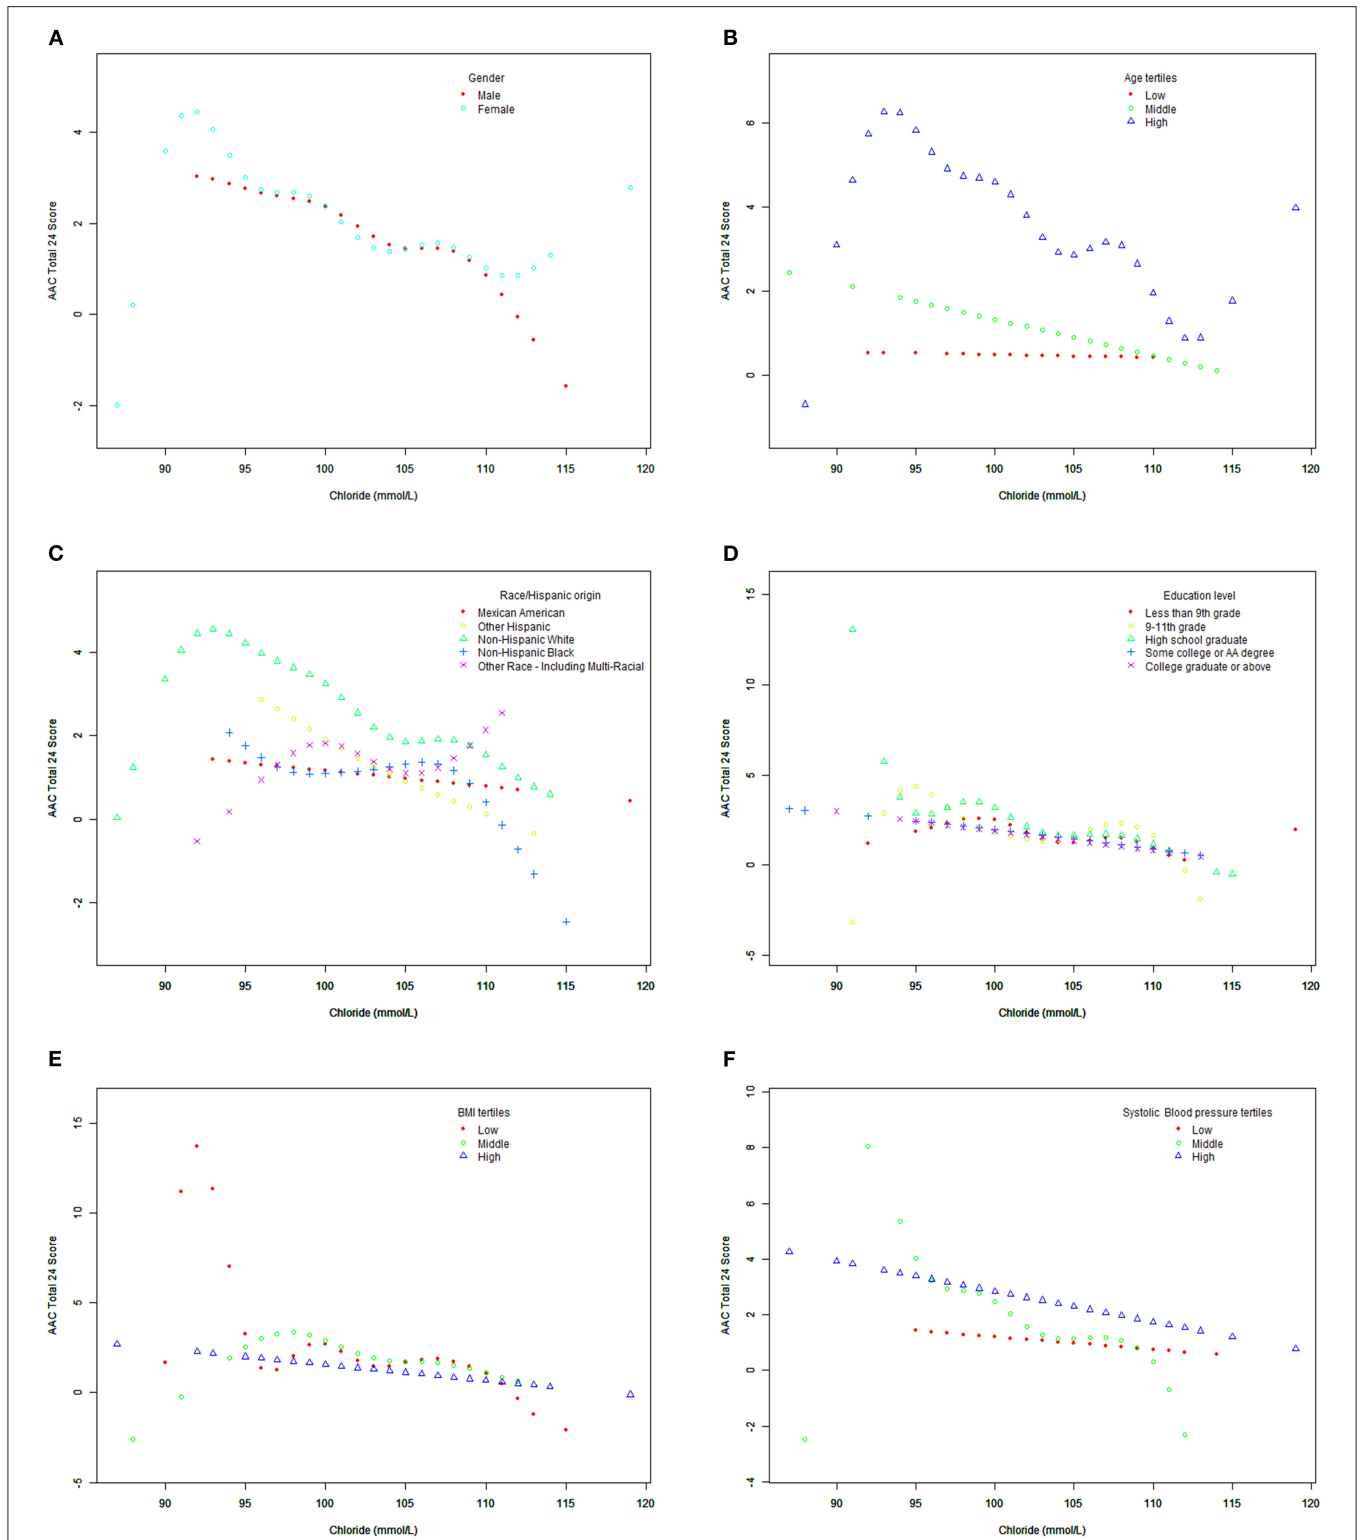 A
Gender
Male
Female
4
2
0
-2
AAC Total 24 Score
90 95 100 105 110 115 120
Chloride (mmol/L)
B
Age tertiles
Low
Middle
High
6
4
2
0
AAC Total 24 Score
90 95 100 105 110 115 120
Chloride (mmol/L)
C
Race/Hispanic origin
Mexican American
Other Hispanic
Non-Hispanic White
Non-Hispanic Black
Other Race - Including Multi-Racial
4
2
0
-2
AAC Total 24 Score
90 95 100 105 110 115 120
Chloride (mmol/L)
D
Education level
Less than 9th grade
9-11th grade
High school graduate
Some college or AA degree
College graduate or above
15
10
5
0
-5
AAC Total 24 Score
90 95 100 105 110 115 120
Chloride (mmol/L)
E
BMI tertiles
Low
Middle
High
15
10
5
0
-5
AAC Total 24 Score
90 95 100 105 110 115 120
Chloride (mmol/L)
F
Systolic Blood pressure tertiles
Low
Middle
High
10
8
6
4
2
0
-2
-4
AAC Total 24 Score
90 95 100 105 110 115 120
Chloride (mmol/L)